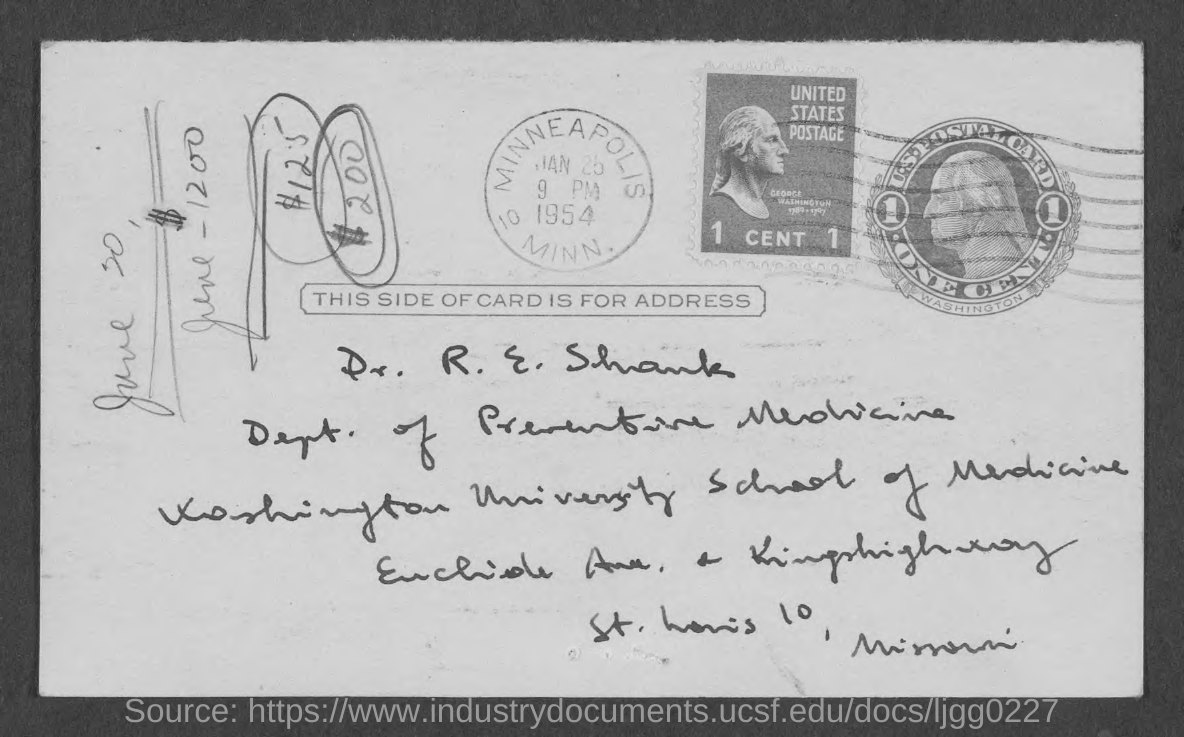 June 30,
$
June - 1200
$125
$200
MINNEAPOLIS
JAN 25
9 PM
1954
10 MINN.
UNITED
STATES
POSTAGE
GEORGE
WASHINGTON
1789-1797
1 CENT 1
U.S. POSTAL CARD
1 1
ONE CENT
WASHINGTON
THIS SIDE OF CARD IS FOR ADDRESS
Dr. R. E. Shank
Dept. of Preventive Medicine
Washington University School of Medicine
Euclide Ave. & Kingshighway
St. Louis 10, Missouri
Source: https://www.industrydocuments.ucsf.edu/docs/ljgg0227